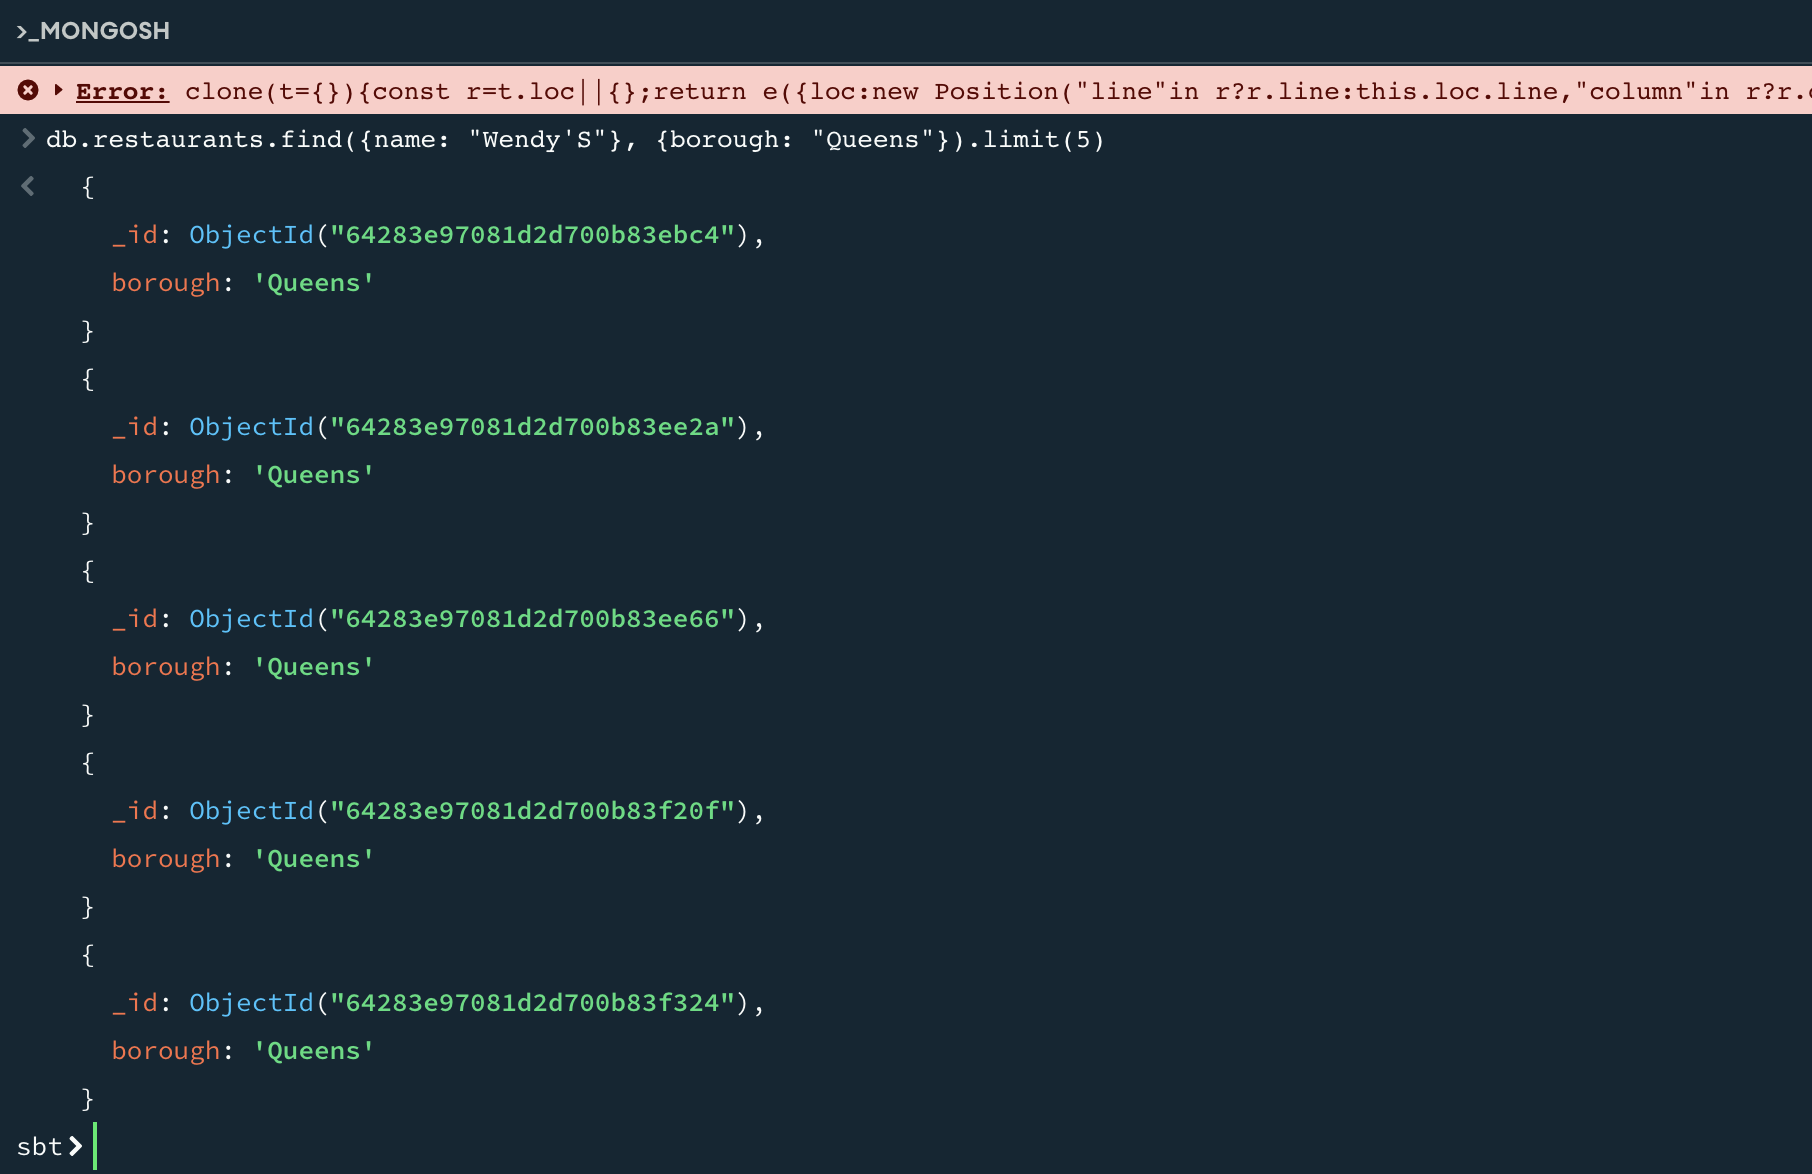 >_MONGOSH
Error: clone(t={}){const r=t.loc||{};return e({loc:new Position("line"in r?r.line:this.loc.line,"column"in r?r.
db.restaurants.find({name: "Wendy'S"}, {borough: "Queens"}).limit(5)
{
_id: ObjectId("64283e97081d2d700b83ebc4"),
borough: 'Queens'
}
{
_id: ObjectId("64283e97081d2d700b83ee2a"),
borough: 'Queens'
}
{
_id: ObjectId("64283e97081d2d700b83ee66"),
borough: 'Queens'
}
{
_id: ObjectId("64283e97081d2d700b83f20f"),
borough: 'Queens'
}
{
_id: ObjectId("64283e97081d2d700b83f324"),
borough: 'Queens'
}
sbt>